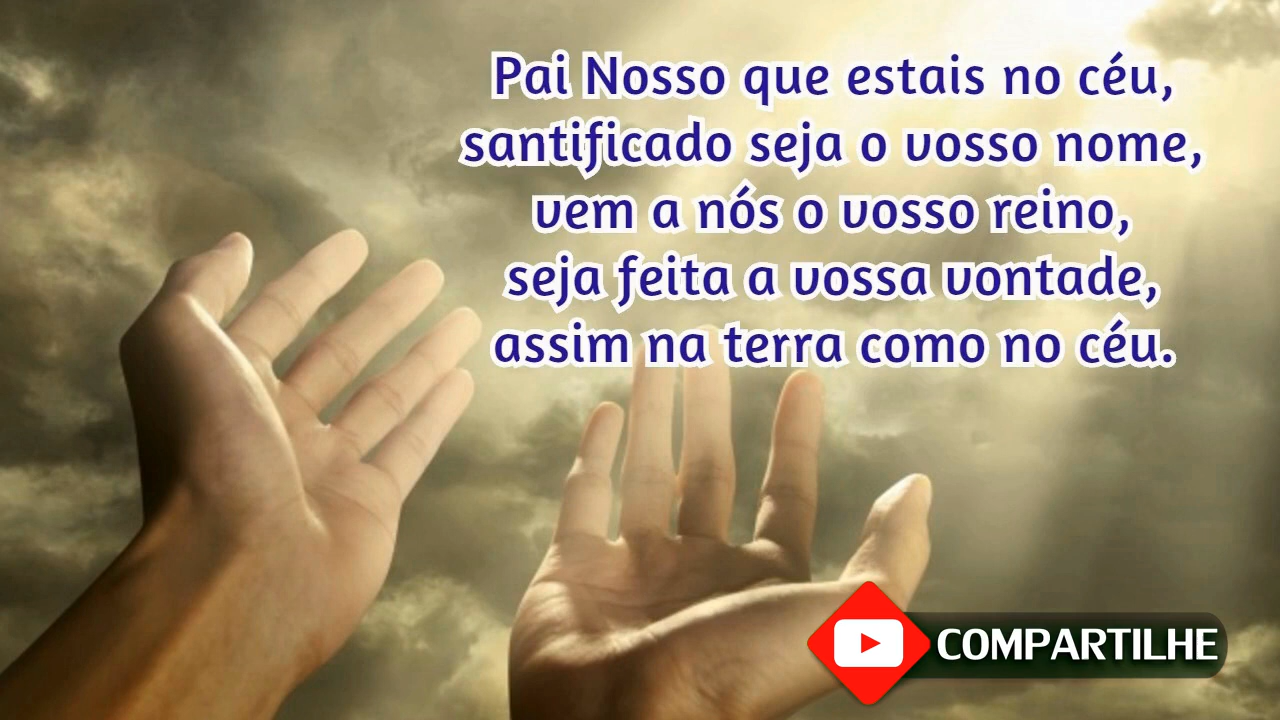 Pai Nosso que estais no céu,
santificado seja o vosso nome,
vem a nós o vosso reino,
seja feita a vossa vontade,
assim na terra como no céu.
COMPARTILHE